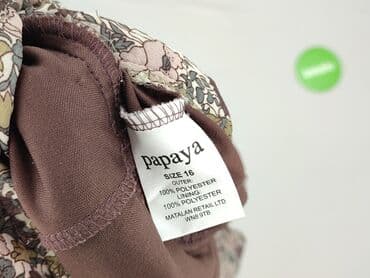 papaya
SIZE 16
OUTER:
100% POLYESTER
LINING:
100% POLYESTER
MATALAN RETAIL LTD
WN8 9TB